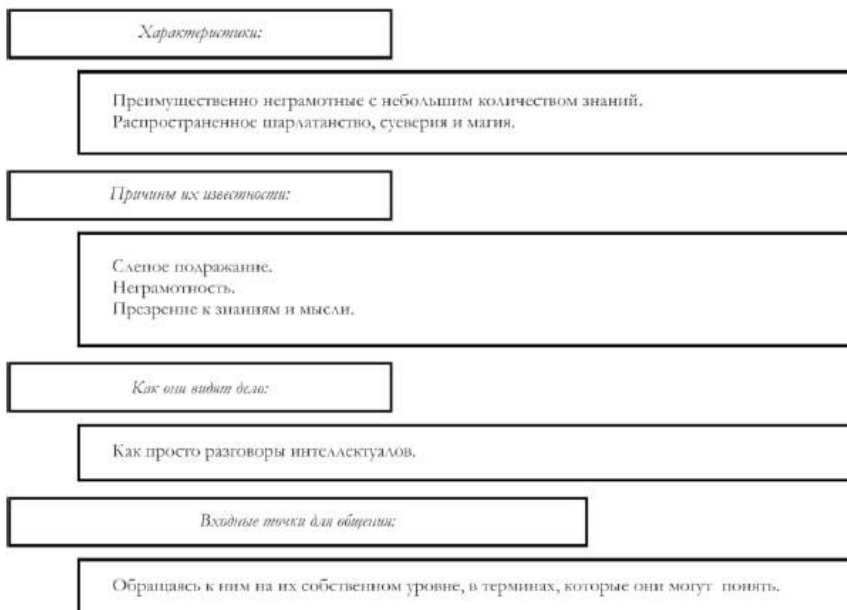 Характеристики:
Преимущественно неграмотные с небольшим количеством знаний.
Распространенное шарлатанство, суеверия и магия.
Причины их известности:
Слепое подражание.
Неграмотность.
Презрение к знаниям и мысли.
Как они видят дело:
Как просто разговоры интеллектуалов.
Входные точки для общения:
Обращаясь к ним на их собственном уровне, в терминах, которые они могут понять.